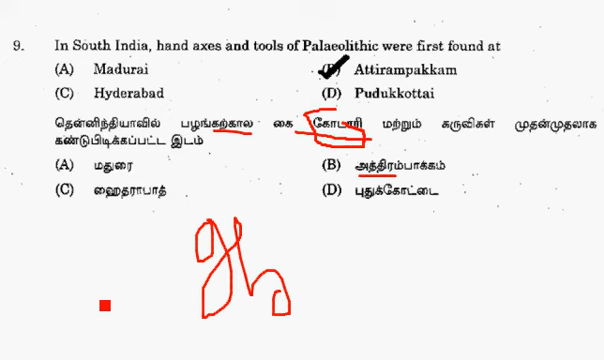 9. In South India, hand axes and tools of Palaeolithic were first found at
(A) Madurai (B) Attirampakkam
(C) Hyderabad (D) Pudukkottai
தென்னிந்தியாவில் பழங்கற்கால கை கோடாரி மற்றும் கருவிகள் முதன்முதலாக
கண்டுபிடிக்கப்பட்ட இடம்
(A) மதுரை (B) அத்திரம்பாக்கம்
(C) ஹைதராபாத் (D) புதுக்கோட்டை